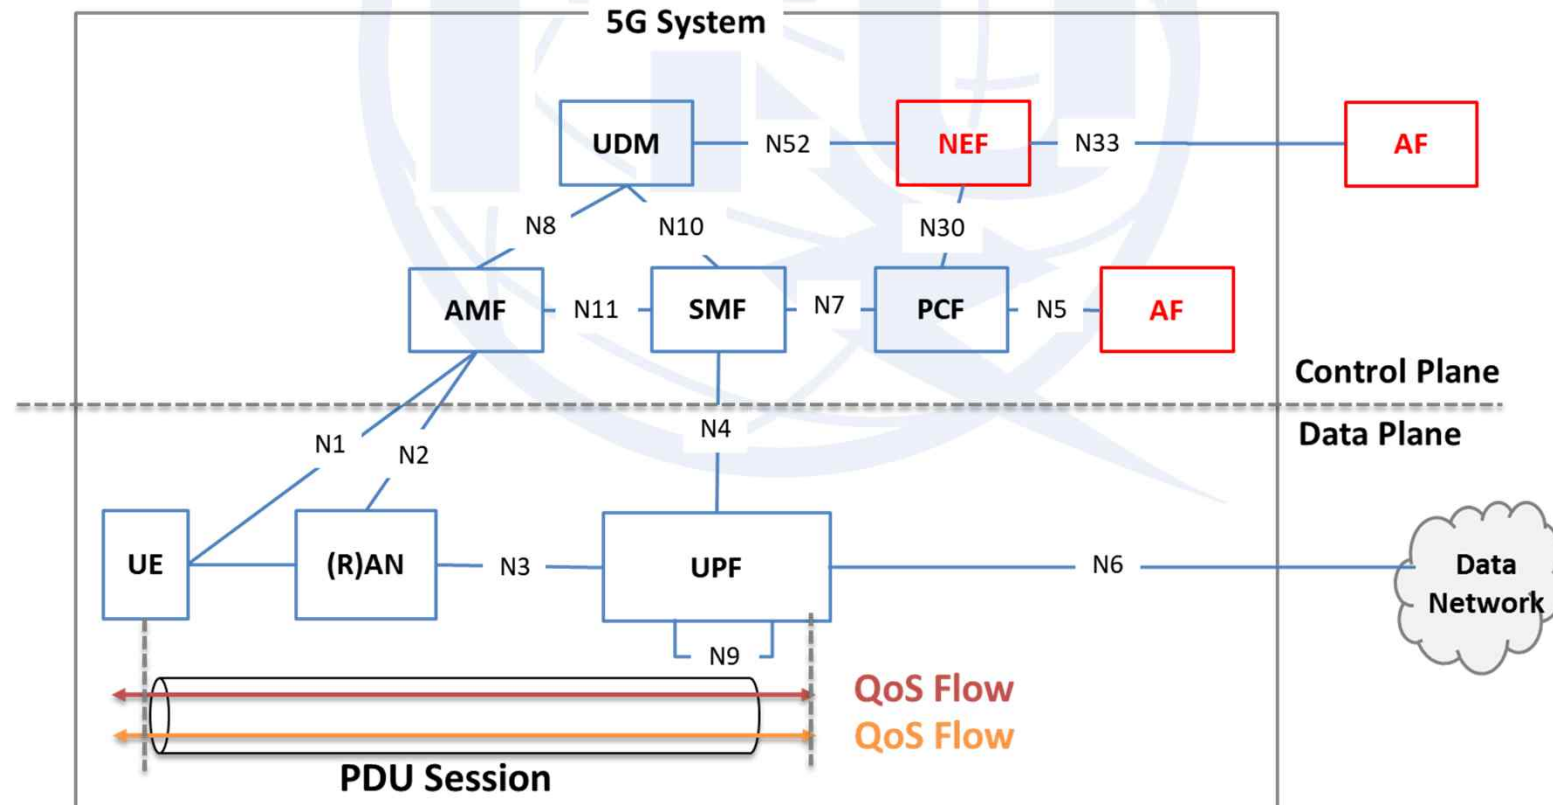 5G System
UDM
N52
NEF
N33
AF
N8
N10
N30
AMF
N11
SMF
N7
PCF
N5
AF
Control Plane
Data Plane
N1
N2
N4
UE
(R)AN
N3
UPF
N6
Data
Network
N9
QoS Flow
QoS Flow
PDU Session